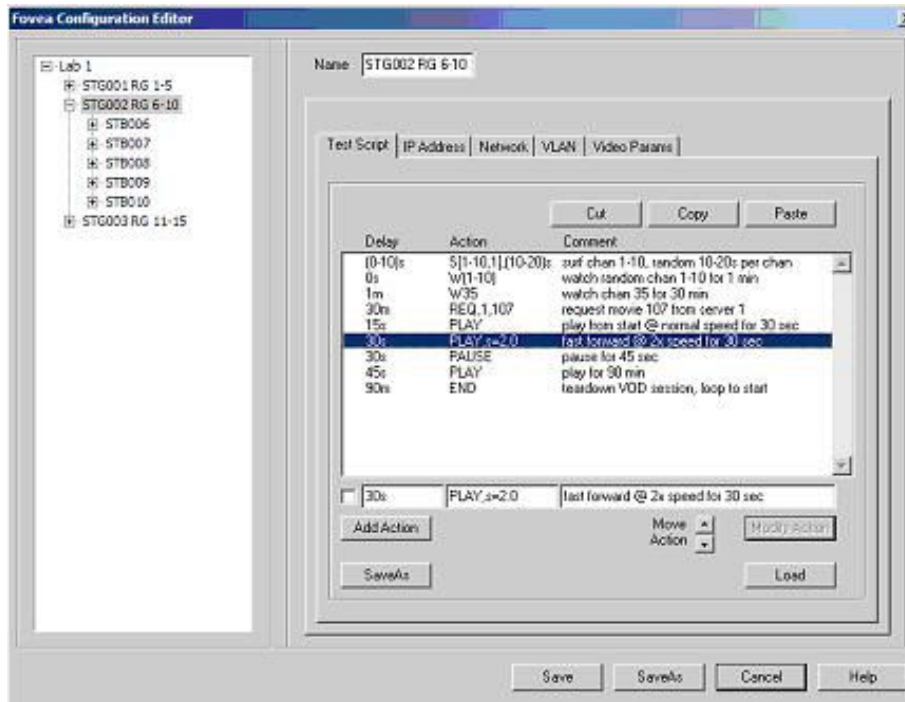 Fovea Configuration Editor
Lab 1
STG001 RG 1-5
STG002 RG 6-10
STB006
STB007
STB008
STB009
STB010
STG003 RG 11-15
Name STG002 RG 6-10
Test Script IP Address Network VLAN Video Params
Cut Copy Paste
Delay Action Comment
(0-10)s S[1-10,1],(10-20)s surf chan 1-10, random 10-20s per chan
0s W[1-10] watch random chan 1-10 for 1 min
1m W35 watch chan 35 for 30 min
30m REQ,1,107 request movie 107 from server 1
15s PLAY play from start @ normal speed for 30 sec
30s PLAY,s=2.0 fast forward @ 2x speed for 30 sec
30s PAUSE pause for 45 sec
45s PLAY play for 90 min
90m END teardown VOD session, loop to start
30s PLAY,s=2.0 fast forward @ 2x speed for 30 sec
Add Action Move Action Modify Action
SaveAs Load
Save SaveAs Cancel Help